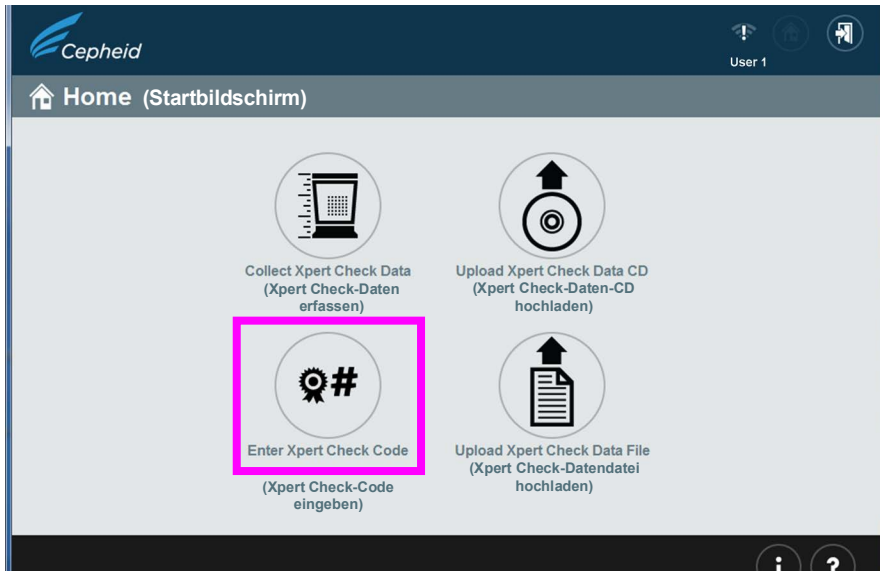 Cepheid
User 1
Home (Startbildschirm)
Collect Xpert Check Data
(Xpert Check-Daten
erfassen)
Upload Xpert Check Data CD
(Xpert Check-Daten-CD
hochladen)
#
Enter Xpert Check Code
(Xpert Check-Code
eingeben)
Upload Xpert Check Data File
(Xpert Check-Datendatei
hochladen)
i ?